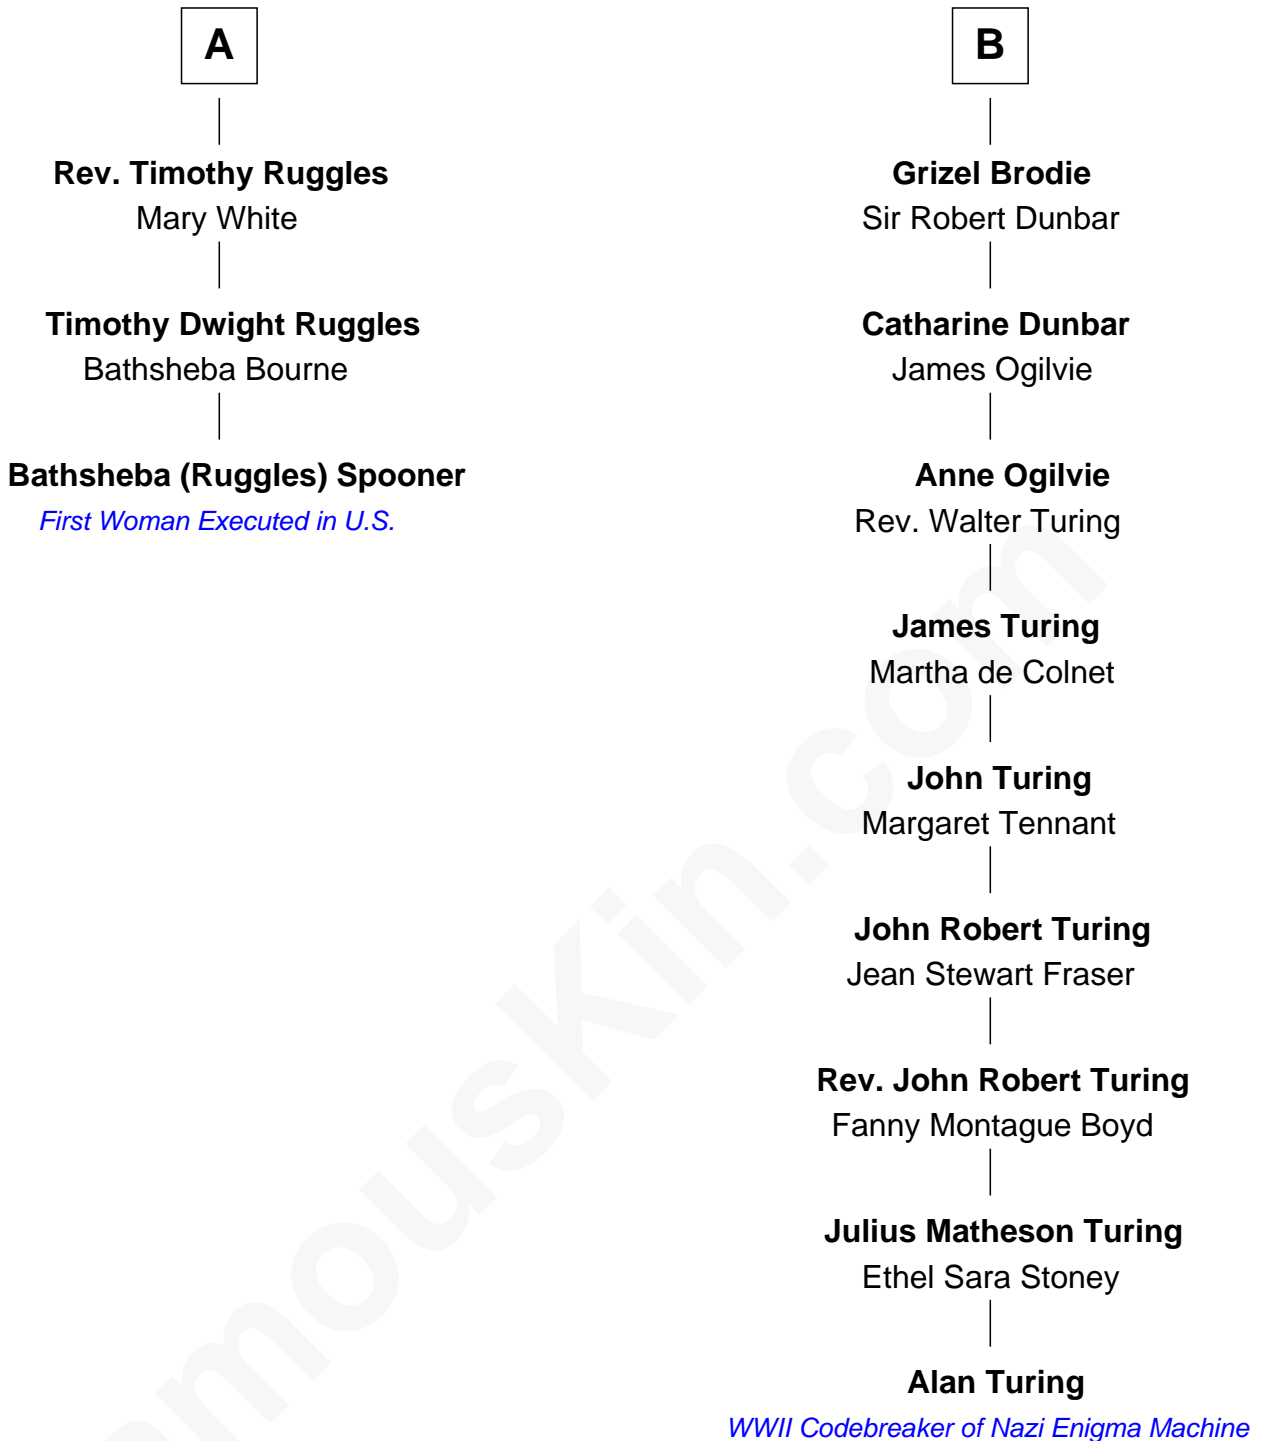 A
Rev. Timothy Ruggles
Mary White
Timothy Dwight Ruggles
Bathsheba Bourne
Bathsheba (Ruggles) Spooner
First Woman Executed in U.S.
B
Grizel Brodie
Sir Robert Dunbar
Catharine Dunbar
James Ogilvie
Anne Ogilvie
Rev. Walter Turing
James Turing
Martha de Colnet
John Turing
Margaret Tennant
John Robert Turing
Jean Stewart Fraser
Rev. John Robert Turing
Fanny Montague Boyd
Julius Matheson Turing
Ethel Sara Stoney
Alan Turing
WWII Codebreaker of Nazi Enigma Machine
mousKin.com